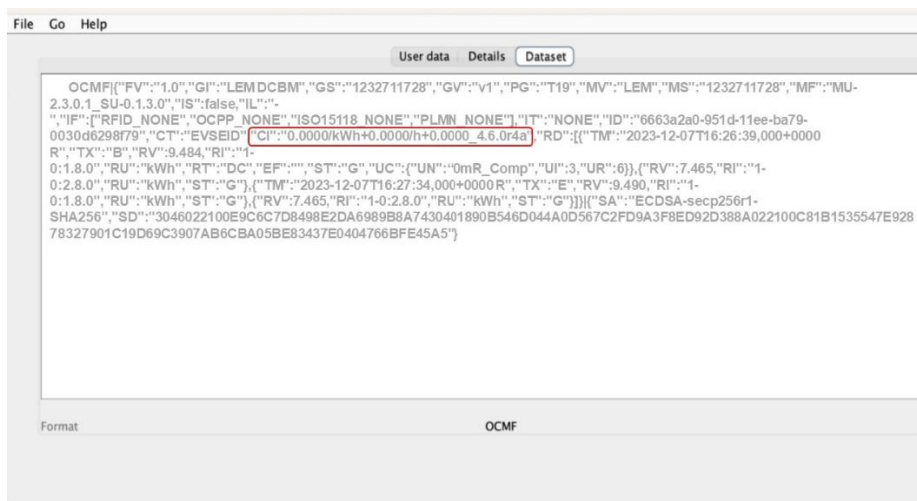 File Go Help
User data Details Dataset
OCMF|{"FV":"1.0","GI":"LEM DCBM","GS":"1232711728","GV":"v1","PG":"T19","MV":"LEM","MS":"1232711728","MF":"MU-
2.3.0.1_SU-0.1.3.0","IS":false,"IL":"-
","IF":["RFID_NONE","OCPP_NONE","ISO15118_NONE","PLMN_NONE"],"IT":"NONE","ID":"6663a2a0-951d-11ee-ba79-
0030d6298f79","CT":"EVSEID","CI":"0.0000/kWh+0.0000/h+0.0000_4.6.0r4a","RD":[{"TM":"2023-12-07T16:26:39,000+0000
R","TX":"B","RV":9.484,"RI":"1-
0:1.8.0","RU":"kWh","RT":"DC","EF":"","ST":"G","UC":{"UN":"0mR_Comp","UI":3,"UR":6}},{"RV":7.465,"RI":"1-
0:2.8.0","RU":"kWh","ST":"G"},{"TM":"2023-12-07T16:27:34,000+0000 R","TX":"E","RV":9.490,"RI":"1-
0:1.8.0","RU":"kWh","ST":"G"},{"RV":7.465,"RI":"1-0:2.8.0","RU":"kWh","ST":"G"}]}|{"SA":"ECDSA-secp256r1-
SHA256","SD":"3046022100E9C6C7D8498E2DA6989B8A7430401890B546D044A0D567C2FD9A3F8ED92D388A022100C81B1535547E928
78327901C19D69C3907AB6CBA05BE83437E0404766BFE45A5"}
Format OCMF